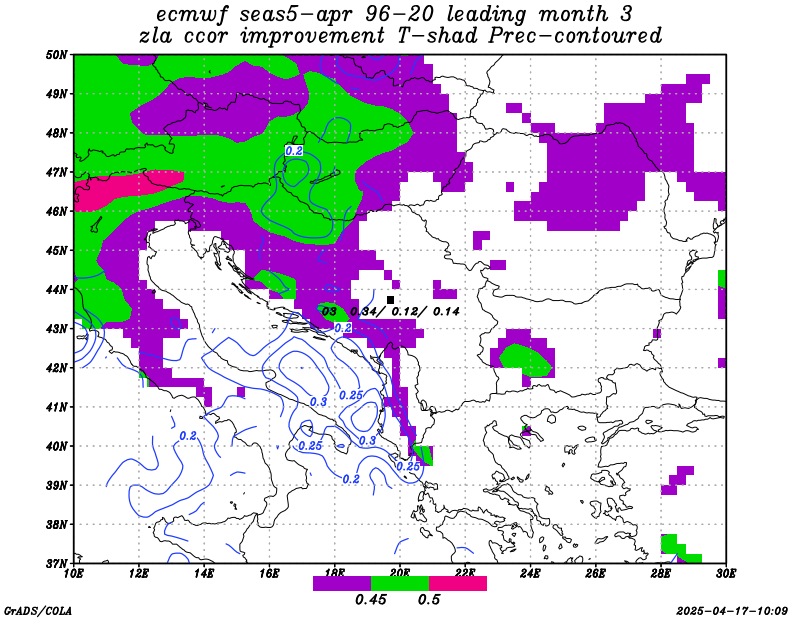 ecmwf seas5-apr 96-20 leading month 3
zla ccor improvement T-shad Prec-contoured
50N
49N
48N
0.2
47N
46N
45N
44N
03 0.34/ 0.12/ 0.14
43N
0.2
42N
0.25
0.3
41N
0.2
0.3
0.25
40N
0.25
0.2
39N
38N
37N
10E 12E 14E 16E 18E 20E 22E 24E 26E 28E 30E
0.45 0.5
GrADS/COLA
2025-04-17-10:09